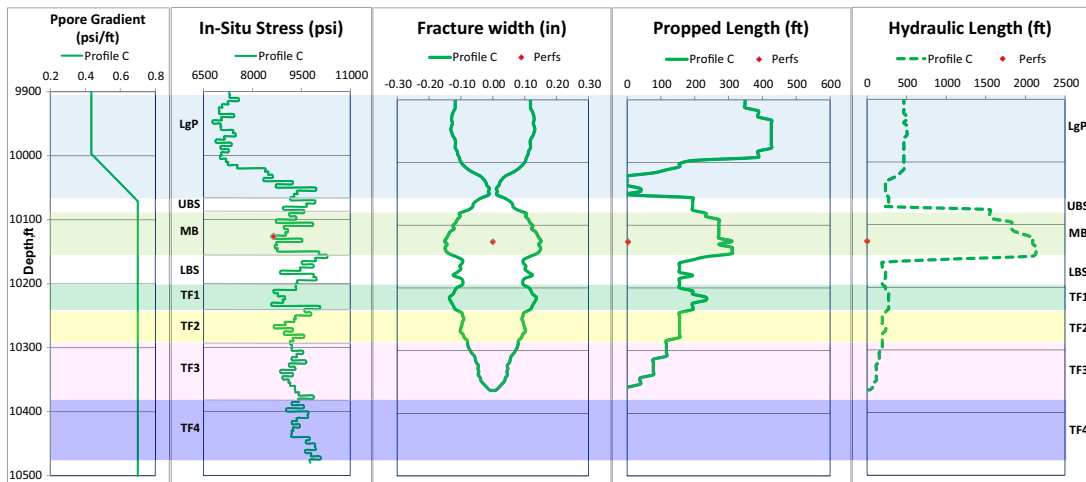 Ppore Gradient (psi/ft)
Profile C
0.2 0.4 0.6 0.8
Depth,ft
9900
10000
10100
10200
10300
10400
10500
In-Situ Stress (psi)
Profile C
6500 8500 9500 11000
LgP
UBS
MB
LBS
TF1
TF2
TF3
TF4
Fracture width (in)
Profile C Perfs
-0.30 -0.20 -0.10 0.00 0.10 0.20 0.30
Propped Length (ft)
Profile C Perfs
0 100 200 300 400 500 600
Hydraulic Length (ft)
Profile C Perfs
0 500 1000 1500 2000 2500
LgP
UBS
MB
LBS
TF1
TF2
TF3
TF4